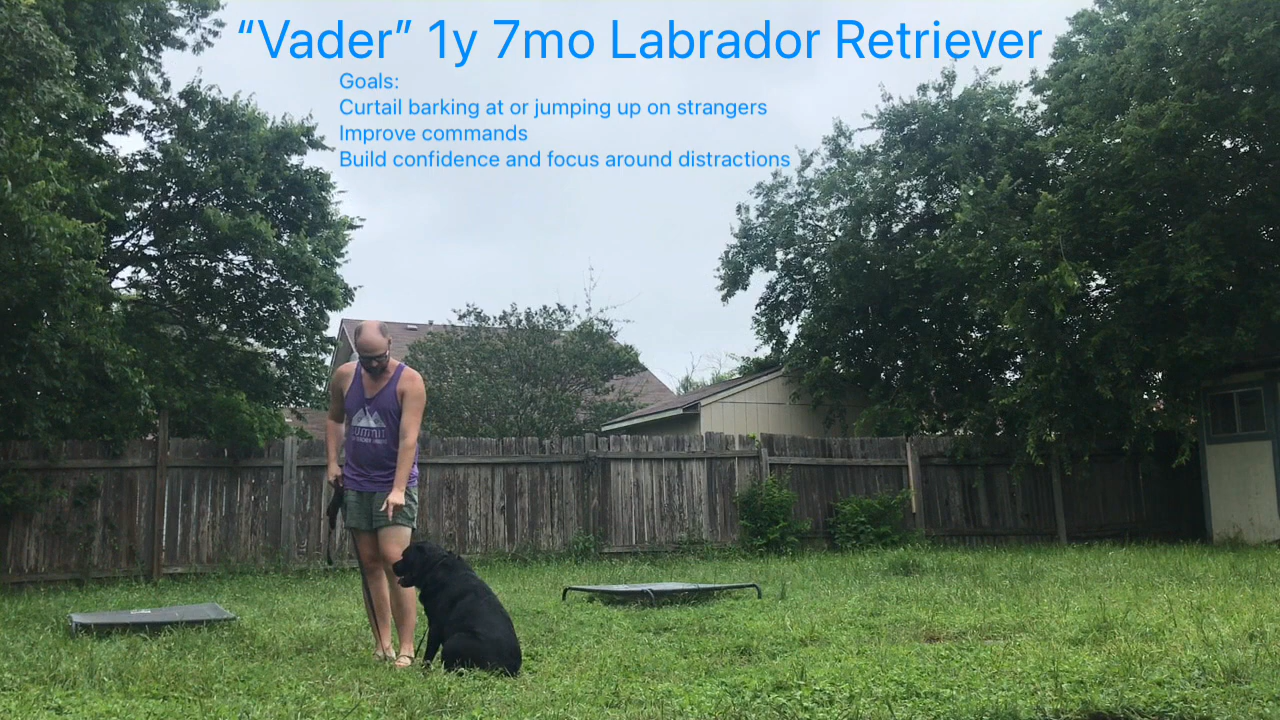 “Vader” 1y 7mo Labrador Retriever
Goals:
Curtail barking at or jumping up on strangers
Improve commands
Build confidence and focus around distractions
SUMMIT